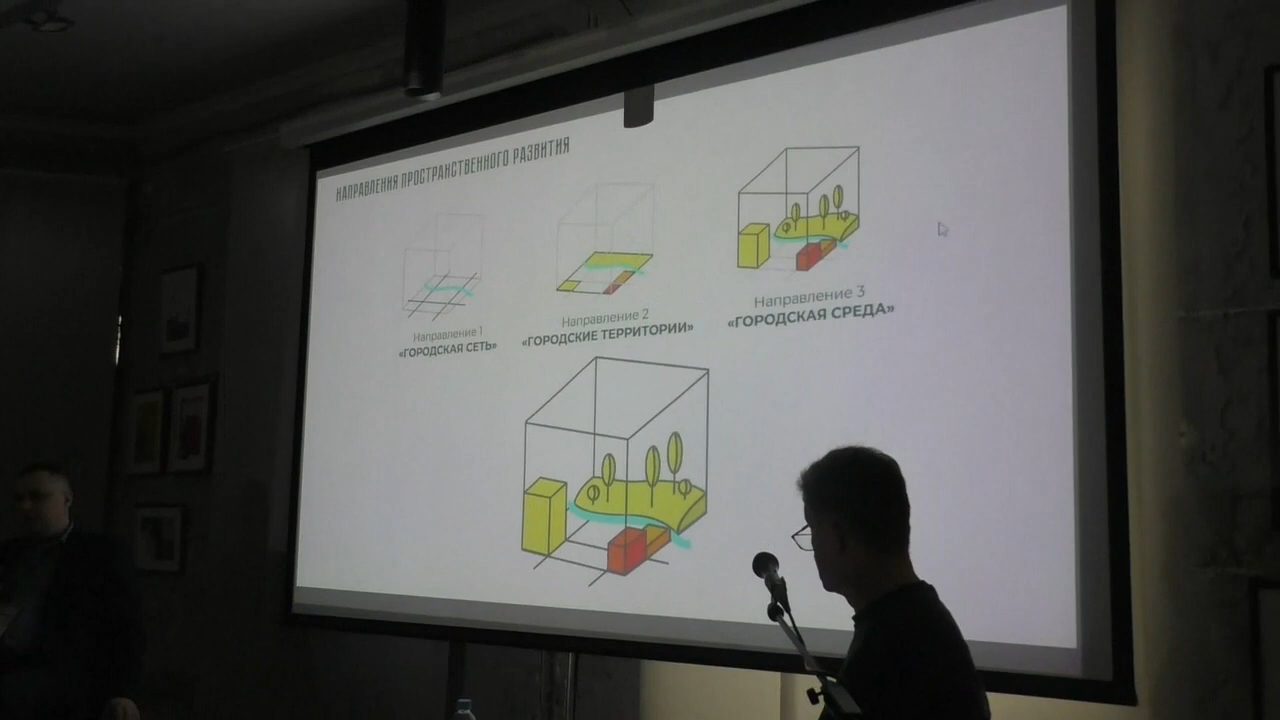 НАПРАВЛЕНИЯ ПРОСТРАНСТВЕННОГО РАЗВИТИЯ
Направление 1
«ГОРОДСКАЯ СЕТЬ»
Направление 2
«ГОРОДСКИЕ ТЕРРИТОРИИ»
Направление 3
«ГОРОДСКАЯ СРЕДА»